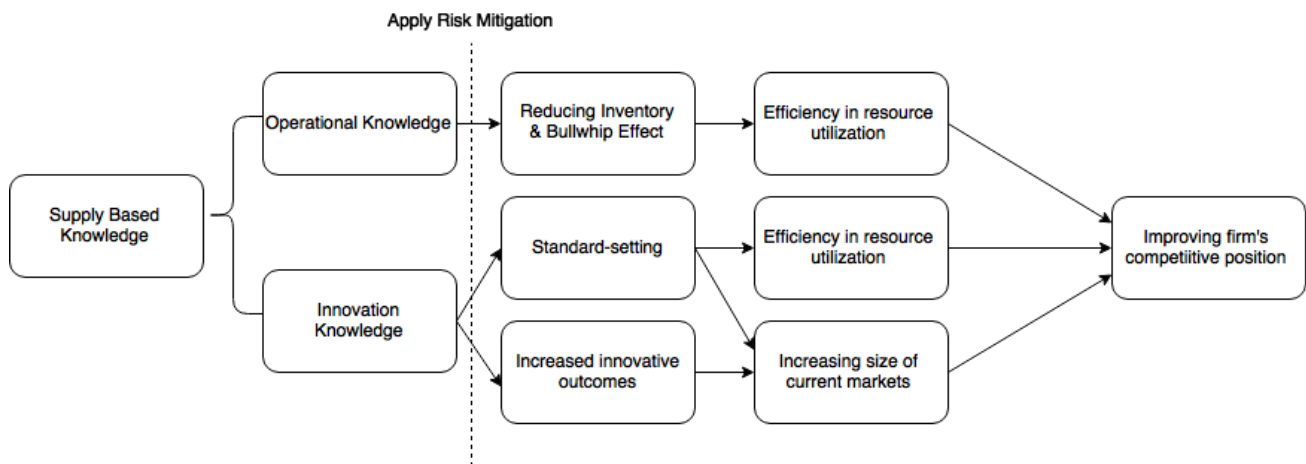 Apply Risk Mitigation
Operational Knowledge
Reducing Inventory
& Bullwhip Effect
Efficiency in resource
utilization
Supply Based
Knowledge
Standard-setting
Efficiency in resource
utilization
Improving firm's
competiitive position
Innovation
Knowledge
Increased innovative
outcomes
Increasing size of
current markets